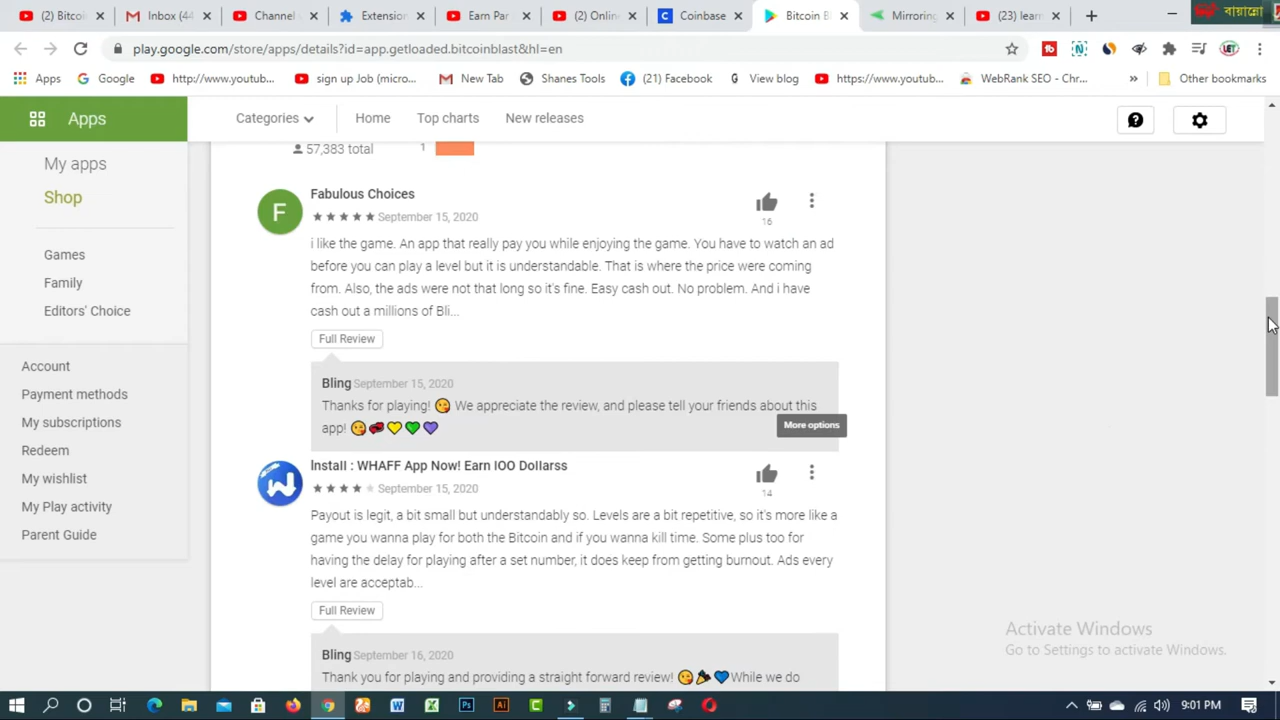 (2) Bitcoi
Inbox (44
Channel
Extension
Earn Pay
(2) Online
Coinbase
Bitcoin B
Mirroring
(23) learn
বায়ান্নো
play.google.com/store/apps/details?id=app.getloaded.bitcoinblast&hl=en
Apps
Google
http://www.youtub...
sign up Job (micro...
New Tab
Shanes Tools
(21) Facebook
View blog
https://www.youtub...
WebRank SEO - Chr...
»
Other bookmarks
Apps
Categories
Home
Top charts
New releases
My apps
Shop
Games
Family
Editors' Choice
Account
Payment methods
My subscriptions
Redeem
My wishlist
My Play activity
Parent Guide
57,383 total
1
Fabulous Choices
September 15, 2020
16
F
i like the game. An app that really pay you while enjoying the game. You have to watch an ad
before you can play a level but it is understandable. That is where the price were coming
from. Also, the ads were not that long so it's fine. Easy cash out. No problem. And i have
cash out a millions of Bli...
Full Review
Bling September 15, 2020
Thanks for playing! 😘 We appreciate the review, and please tell your friends about this
app!
More options
Install : WHAFF App Now! Earn IOO Dollarss
September 15, 2020
14
Payout is legit, a bit small but understandably so. Levels are a bit repetitive, so it's more like a
game you wanna play for both the Bitcoin and if you wanna kill time. Some plus too for
having the delay for playing after a set number, it does keep from getting burnout. Ads every
level are acceptab...
Full Review
Bling September 16, 2020
Thank you for playing and providing a straight forward review! 😘🎉💙While we do
Activate Windows
Go to Settings to activate Windows.
9:01 PM